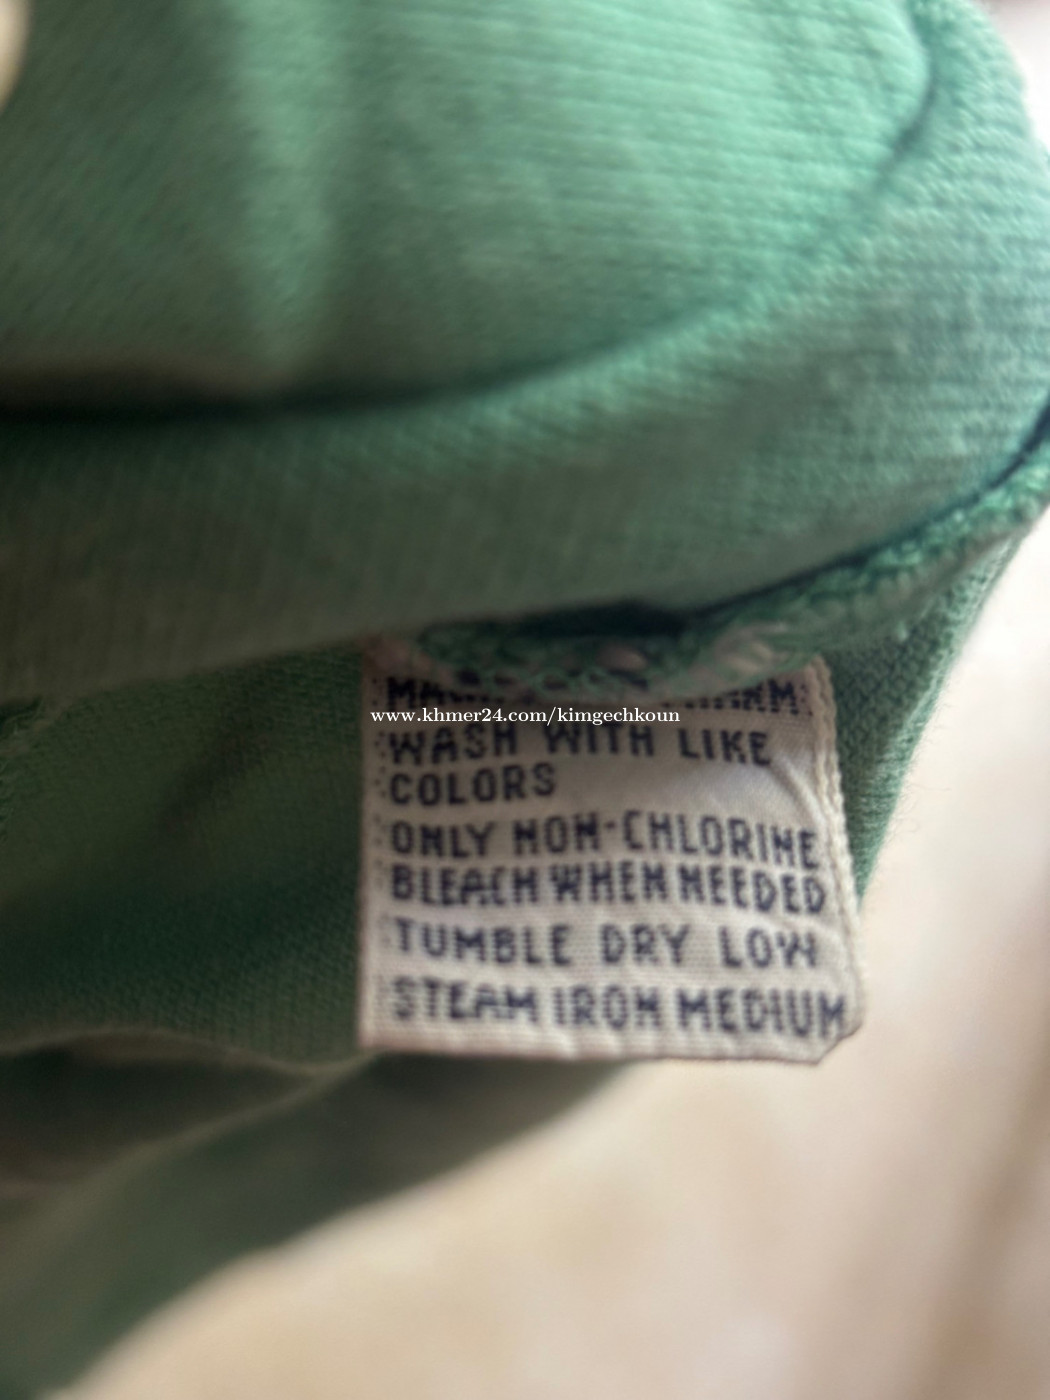 WARM
www.khmer24.com/kimgechkoun
WASH WITH LIKE
COLORS
ONLY NON-CHLORINE
BLEACH WHEN NEEDED
TUMBLE DRY LOW
STEAM IRON MEDIUM